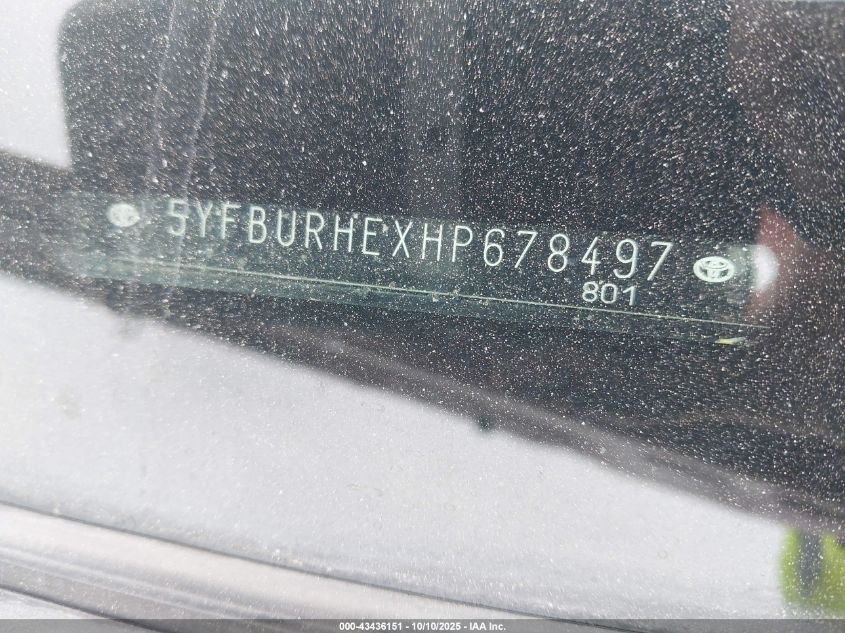 5YFBURHEXHP678497
801
000-43436151 - 10/10/2025 - IAA Inc.